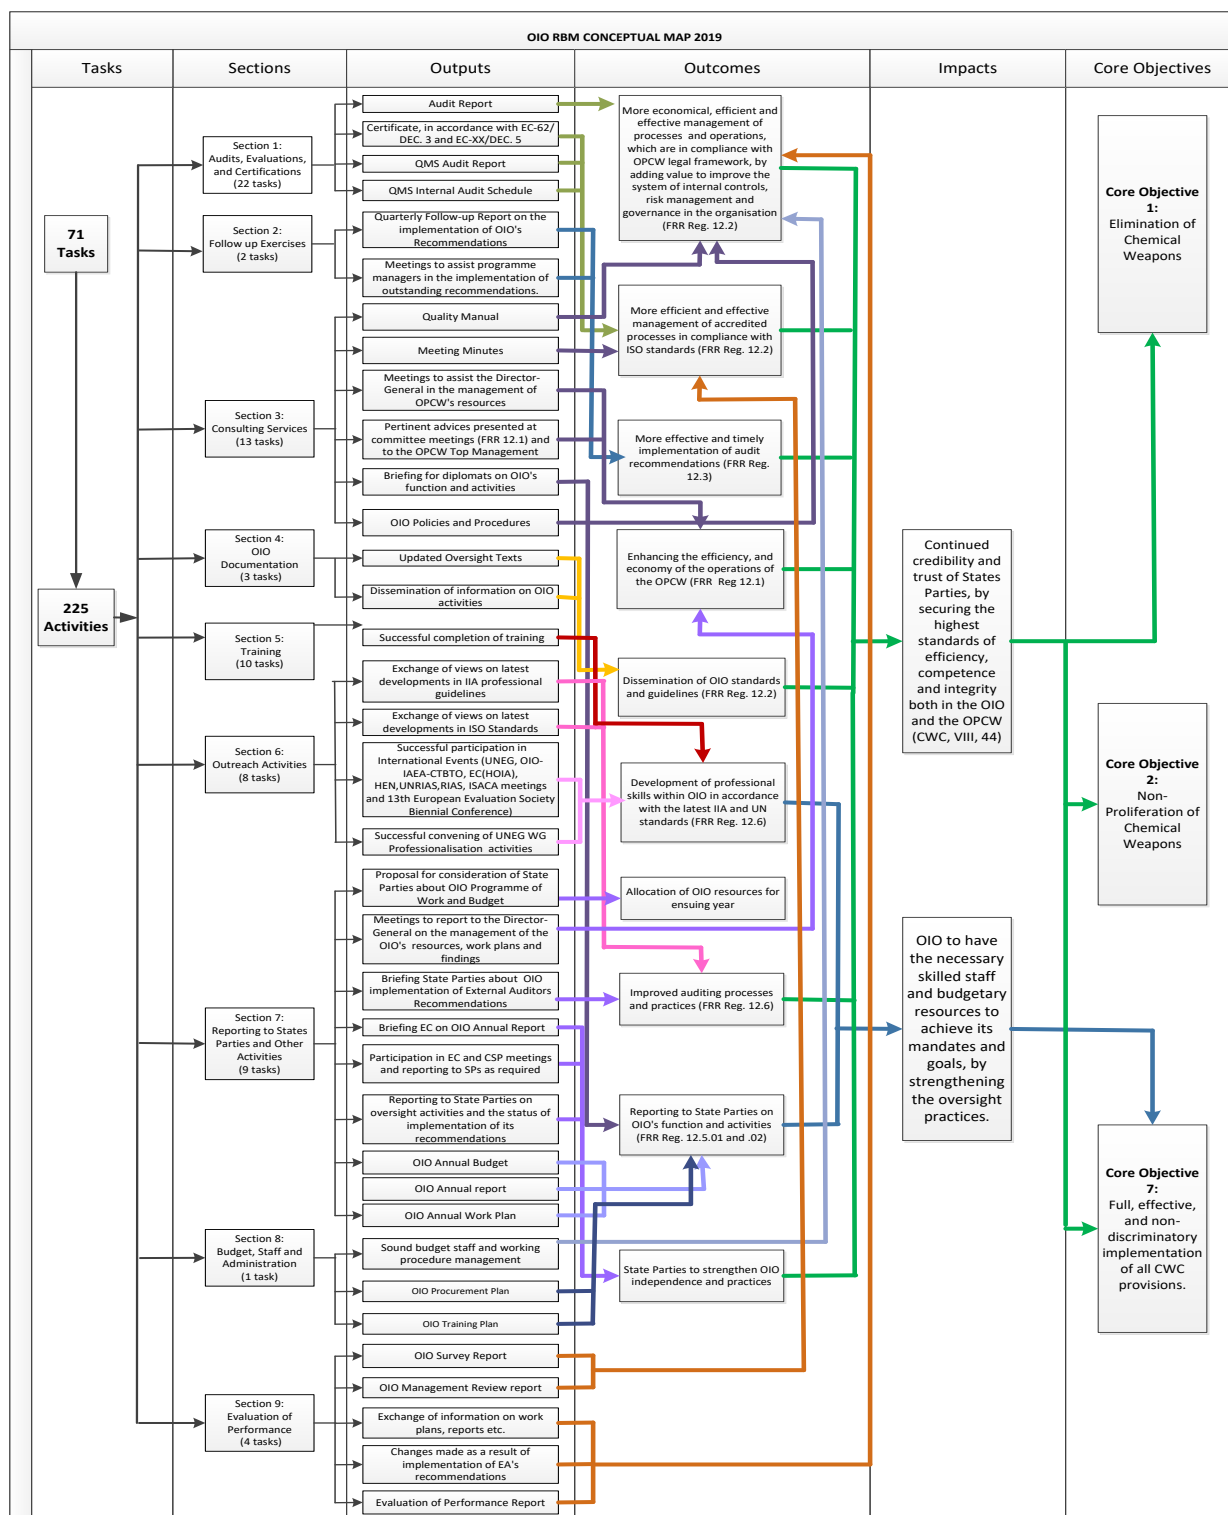 OIO RBM CONCEPTUAL MAP 2019
Tasks
Sections
Outputs
Outcomes
Impacts
Core Objectives
71
Tasks
225
Activities
Section 1:
Audits, Evaluations,
and Certifications
(22 tasks)
Section 2:
Follow up Exercises
(2 tasks)
Section 3:
Consulting Services
(13 tasks)
Section 4:
OIO
Documentation
(3 tasks)
Section 5:
Training
(10 tasks)
Section 6:
Outreach Activities
(8 tasks)
Section 7:
Reporting to States
Parties and Other
Activities
(9 tasks)
Section 8:
Budget, Staff and
Administration
(1 task)
Section 9:
Evaluation of
Performance
(4 tasks)
Audit Report
Certificate, in accordance with EC-62/
DEC. 3 and EC-XX/DEC. 5
QMS Audit Report
QMS Internal Audit Schedule
Quarterly Follow-up Report on the
implementation of OIO's
Recommendations
Meetings to assist programme
managers in the implementation of
outstanding recommendations.
Quality Manual
Meeting Minutes
Meetings to assist the Director-
General in the management of
OPCW's resources
Pertinent advices presented at
committee meetings (FRR 12.1) and
to the OPCW Top Management
Briefing for diplomats on OIO's
function and activities
OIO Policies and Procedures
Updated Oversight Texts
Dissemination of information on OIO
activities
Successful completion of training
Exchange of views on latest
developments in IIA professional
guidelines
Exchange of views on latest
developments in ISO Standards
Successful participation in
International Events (UNEG, OIO-
IAEA-CTBTO, EC(HOIA),
HEN,UNRIAS,RIAS, ISACA meetings
and 13th European Evaluation Society
Biennial Conference)
Successful convening of UNEG WG
Professionalisation activities
Proposal for consideration of State
Parties about OIO Programme of
Work and Budget
Meetings to report to the Director-
General on the management of the
OIO's resources, work plans and
findings
Briefing State Parties about OIO
implementation of External Auditors
Recommendations
Briefing EC on OIO Annual Report
Participation in EC and CSP meetings
and reporting to SPs as required
Reporting to State Parties on
oversight activities and the status of
implementation of its
recommendations
OIO Annual Budget
OIO Annual report
OIO Annual Work Plan
Sound budget staff and working
procedure management
OIO Procurement Plan
OIO Training Plan
OIO Survey Report
OIO Management Review report
Exchange of information on work
plans, reports etc.
Changes made as a result of
implementation of EA's
recommendations
Evaluation of Performance Report
More economical, efficient and
effective management of
processes and operations,
which are in compliance with
OPCW legal framework, by
adding value to improve the
system of internal controls,
risk management and
governance in the organisation
(FRR Reg. 12.2)
More efficient and effective
management of accredited
processes in compliance with
ISO standards (FRR Reg. 12.2)
More effective and timely
implementation of audit
recommendations (FRR Reg.
12.3)
Enhancing the efficiency, and
economy of the operations of
the OPCW (FRR Reg 12.1)
Dissemination of OIO standards
and guidelines (FRR Reg. 12.2)
Development of professional
skills within OIO in accordance
with the latest IIA and UN
standards (FRR Reg. 12.6)
Allocation of OIO resources for
ensuing year
Improved auditing processes
and practices (FRR Reg. 12.6)
Reporting to State Parties on
OIO's function and activities
(FRR Reg. 12.5.01 and .02)
State Parties to strengthen OIO
independence and practices
Continued
credibility and
trust of States
Parties, by
securing the
highest
standards of
efficiency,
competence
and integrity
both in the OIO
and the OPCW
(CWC, VIII, 44)
OIO to have
the necessary
skilled staff
and budgetary
resources to
achieve its
mandates and
goals, by
strengthening
the oversight
practices.
Core Objective
1:
Elimination of
Chemical
Weapons
Core Objective
2:
Non-
Proliferation of
Chemical
Weapons
Core Objective
7:
Full, effective,
and non-
discriminatory
implementation
of all CWC
provisions.